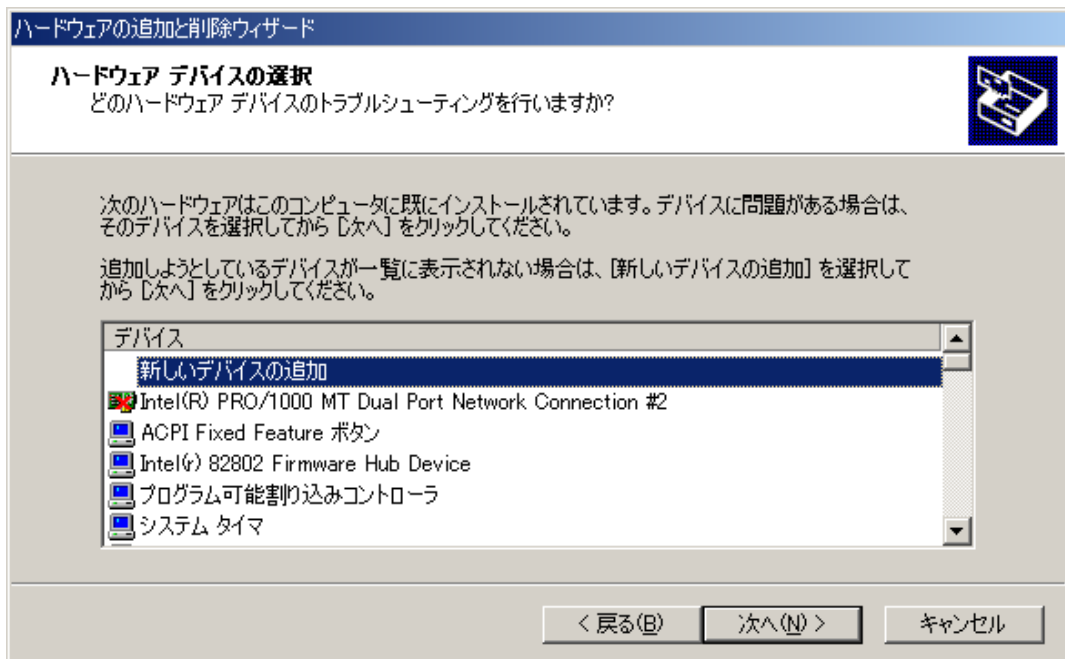 ハードウェアの追加と削除ウィザード
ハードウェア デバイスの選択
どのハードウェア デバイスのトラブルシューティングを行いますか?
次のハードウェアはこのコンピュータに既にインストールされています。デバイスに問題がある場合は、
そのデバイスを選択してから [次へ] をクリックしてください。
追加しようとしているデバイスが一覧に表示されない場合は、[新しいデバイスの追加] を選択して
から [次へ] をクリックしてください。
デバイス
新しいデバイスの追加
Intel(R) PRO/1000 MT Dual Port Network Connection #2
ACPI Fixed Feature ボタン
Intel(r) 82802 Firmware Hub Device
プログラム可能割り込みコントローラ
システム タイマ
< 戻る(B) 次へ(N) > キャンセル